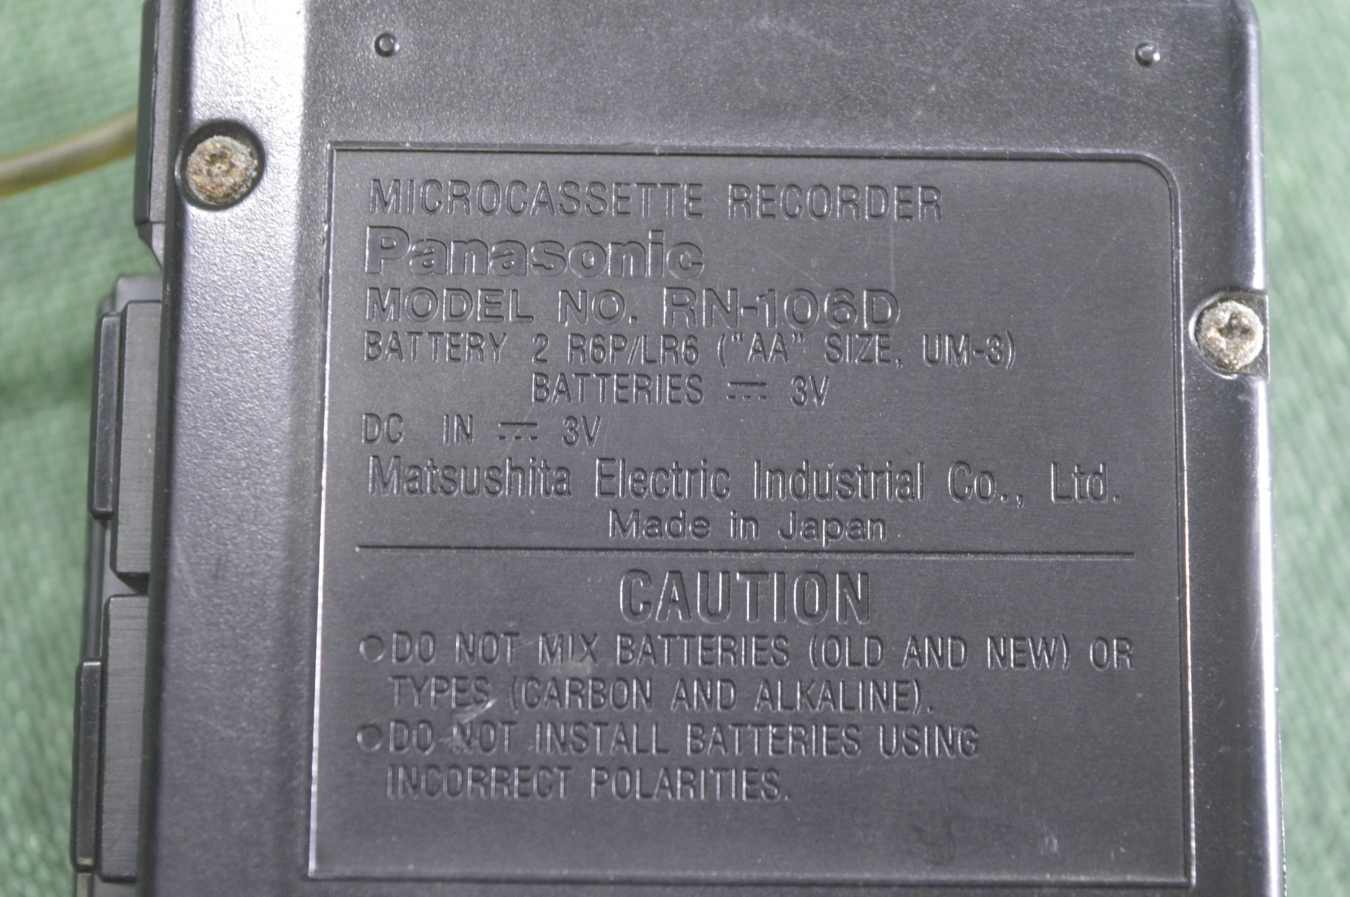 MICROCASSETTE RECORDER
Panasonic
MODEL NO. RN-106D
BATTERY 2 R6P/LR6 ("AA" SIZE, UM-3)
BATTERIES ⎓ 3V
DC IN ⎓ 3V
Matsushita Electric Industrial Co., Ltd.
Made in Japan
CAUTION
●DO NOT MIX BATTERIES (OLD AND NEW) OR
TYPES (CARBON AND ALKALINE).
●DO NOT INSTALL BATTERIES USING
INCORRECT POLARITIES.